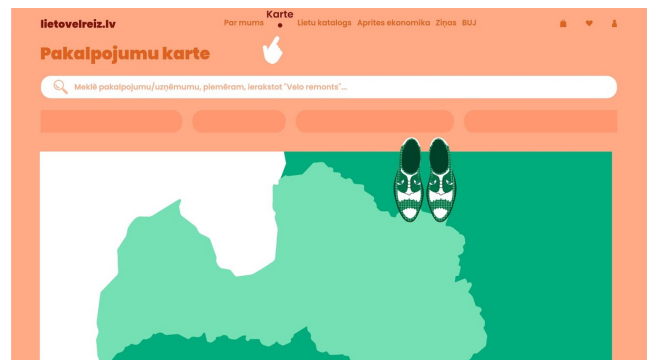 lietovelreiz.lv
Par mums Karte Lietu katalogs Aprites ekonomika Ziņas BUJ
Pakalpojumu karte
Meklē pakalpojumu/uzņēmumu, piemēram, ierakstot "Velo remonts"...